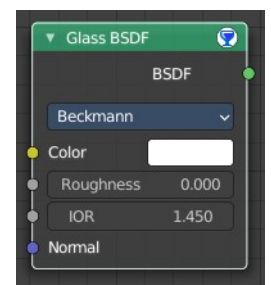 Glass BSDF
BSDF
Beckmann
Color
Roughness 0.000
IOR 1.450
Normal